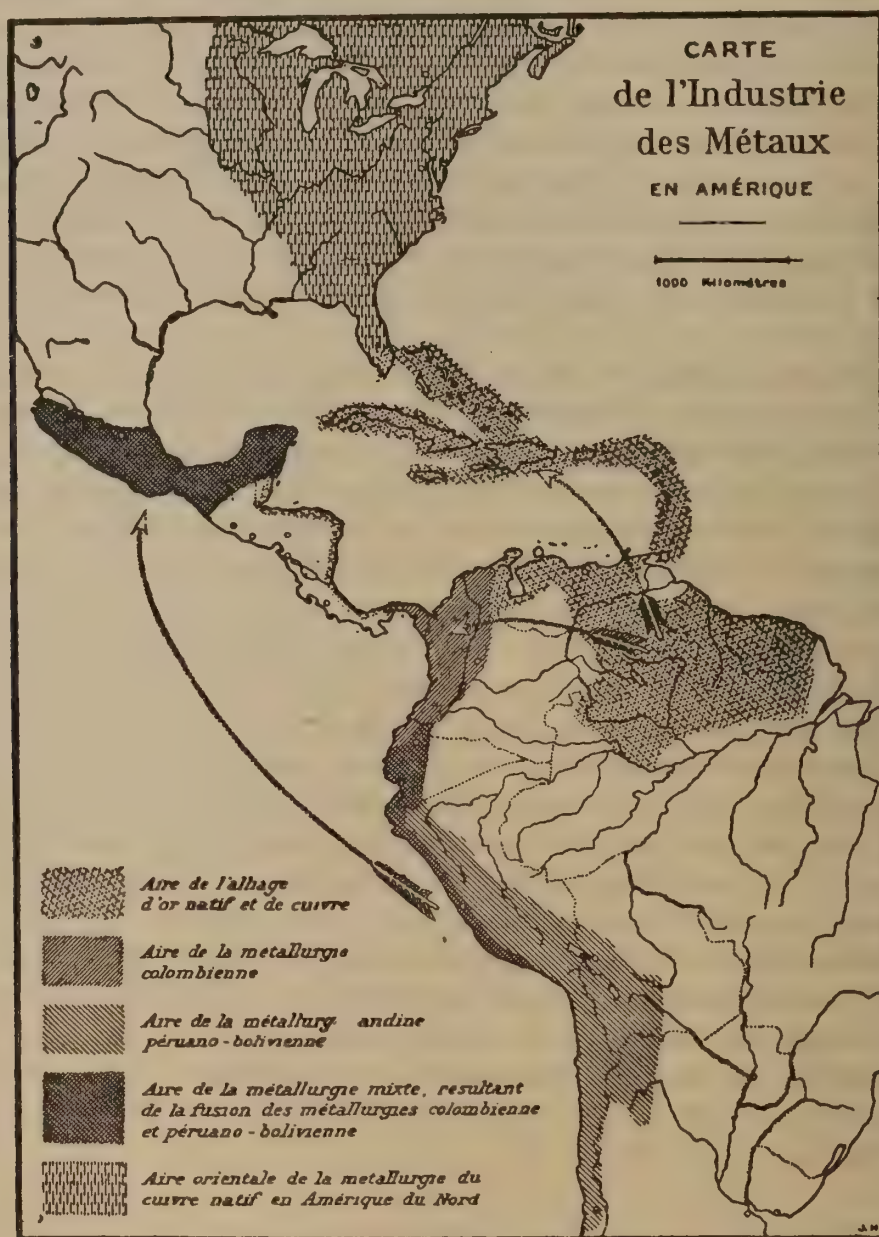 CARTE
de l'Industrie
des Métaux
EN AMÉRIQUE
1000 Kilomètres
Aire de l'alliage
d'or natif et de cuivre
Aire de la métallurgie
colombienne
Aire de la métallurg. andine
péruano-bolivienne
Aire de la métallurgie mixte, résultant
de la fusion des métallurgies colombienne
et péruano-bolivienne
Aire orientale de la metallurgie du
cuivre natif en Amérique du Nord